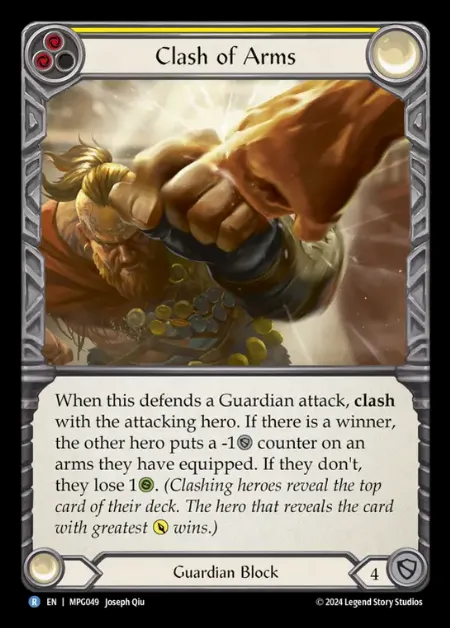 Clash of Arms
When this defends a Guardian attack, clash
with the attacking hero. If there is a winner,
the other hero puts a -1 counter on an
arms they have equipped. If they don't,
they lose 1. (Clashing heroes reveal the top
card of their deck. The hero that reveals the card
with greatest wins.)
Guardian Block
4
R EN | MPG049 Joseph Qiu
© 2024 Legend Story Studios